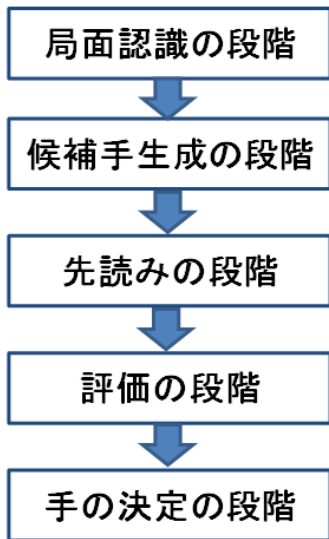 局面認識の段階
候補手生成の段階
先読みの段階
評価の段階
手の決定の段階